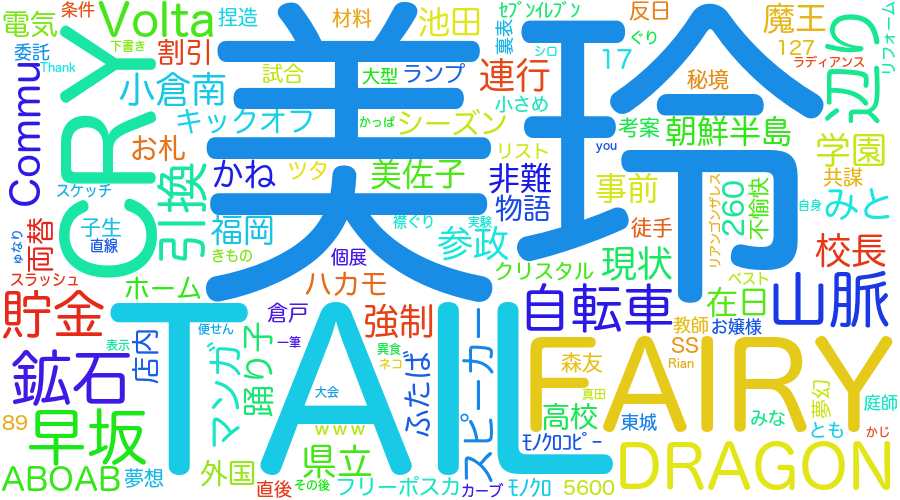 電気
条件
Volta
捏造
材料
池田
ｾﾌﾞﾝｲﾚﾌﾞﾝ
反日
魔王
リフォーム
委託
下書き
割引
裏表
ぐり
127
Thank
試合
大型
ランプ
連行
17
ラディアンス
辺り
Commu
CRY
小倉南
美玲
小さめ
秘境
キックオフ
かっぱ
シーズン
考案
朝鮮半島
お札
ツタ
リスト
you
学園
スケッチ
引換
かね
美佐子
非難
事前
リアンゴンザレス
260
不愉快
共謀
子生
福岡
襟ぐり
実験
物語
徒手
自身
みと
ゅなり
両替
直線
きもの
個展
参政
現状
校長
スラッシュ
ホーム
ハカモ
クリスタル
ベスト
在日
山脈
貯金
倉戸
強制
自転車
教師
お嬢様
便せん
一筆
TAIL
FAIRY
表示
店内
マンガ
踊り子
異食
ネコ
ふたば
スピーカー
森友
SS
Rian
鉱石
大会
真田
夢幻
庭師
89
早坂
www
高校
東城
みな
とも
かじ
ABOAB
夢想
外国
県立
ﾓﾉｸﾛｺﾋﾟｰ
DRAGON
直後
その後
フリーポスカ
カーブ
ﾓﾉｸﾛ
5600
シロ